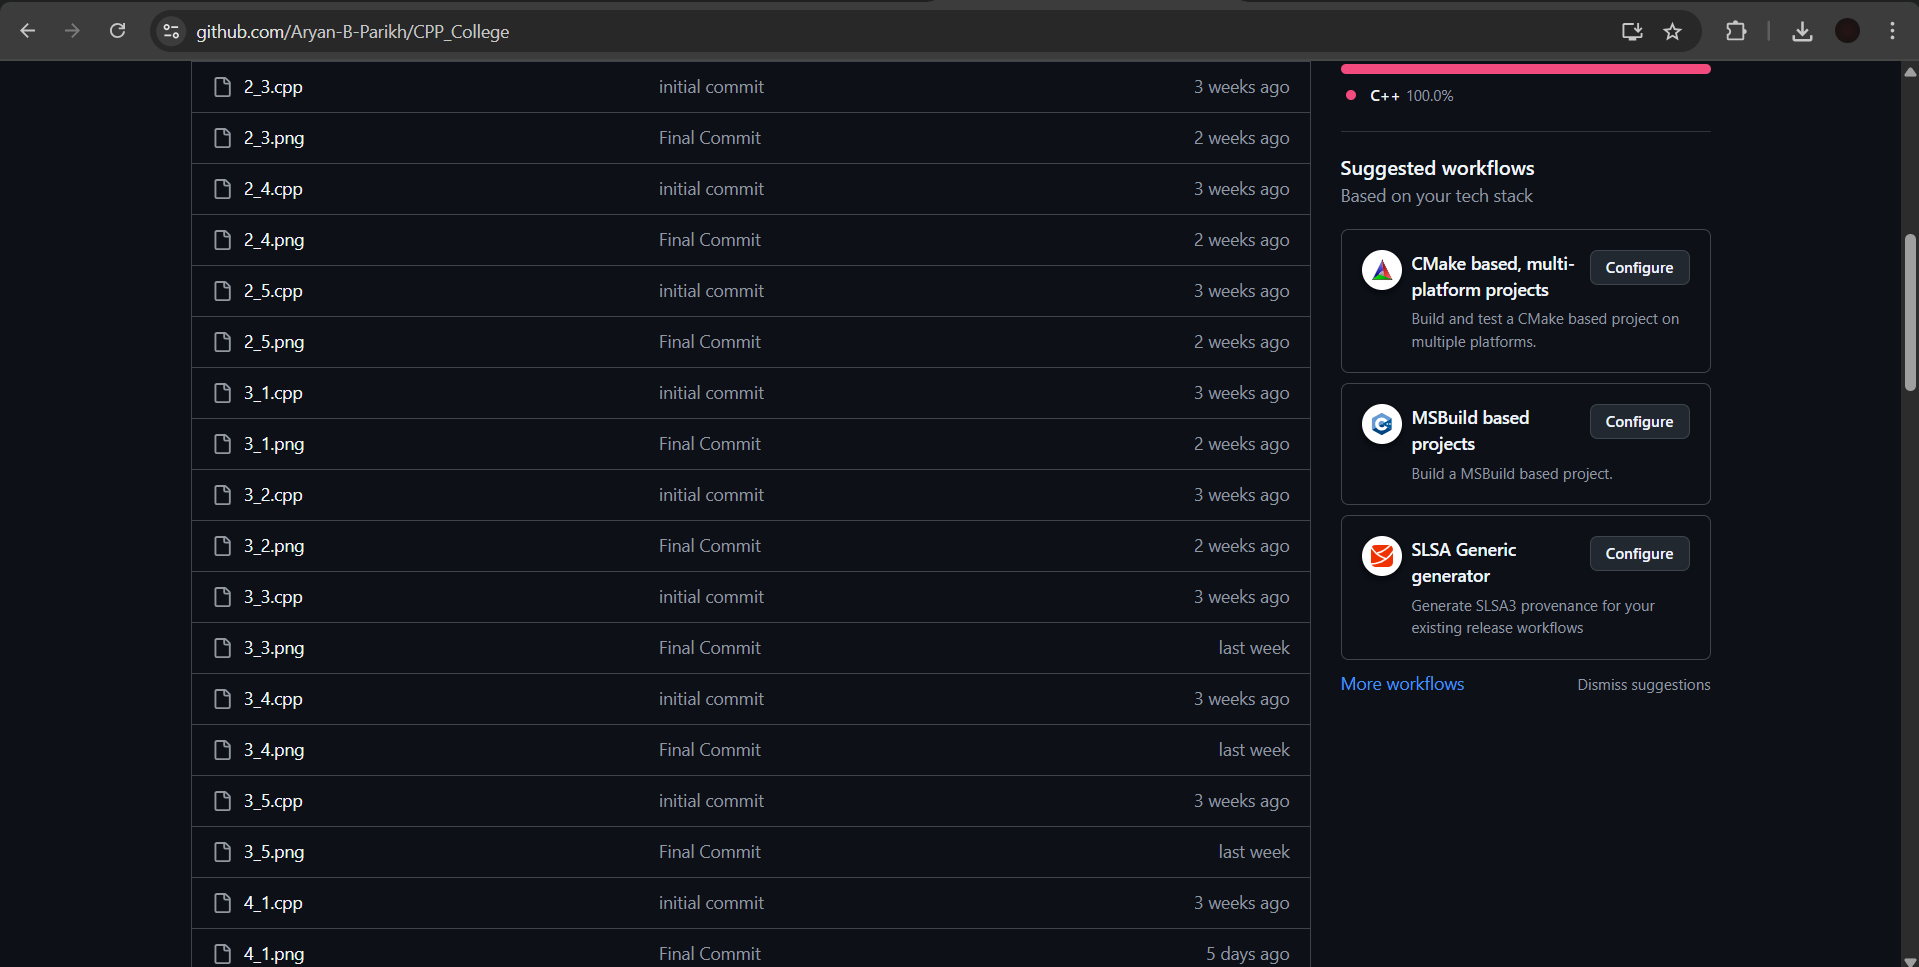 github.com/Aryan-B-Parikh/CPP_College
2_3.cpp initial commit 3 weeks ago
2_3.png Final Commit 2 weeks ago
2_4.cpp initial commit 3 weeks ago
2_4.png Final Commit 2 weeks ago
2_5.cpp initial commit 3 weeks ago
2_5.png Final Commit 2 weeks ago
3_1.cpp initial commit 3 weeks ago
3_1.png Final Commit 2 weeks ago
3_2.cpp initial commit 3 weeks ago
3_2.png Final Commit 2 weeks ago
3_3.cpp initial commit 3 weeks ago
3_3.png Final Commit last week
3_4.cpp initial commit 3 weeks ago
3_4.png Final Commit last week
3_5.cpp initial commit 3 weeks ago
3_5.png Final Commit last week
4_1.cpp initial commit 3 weeks ago
4_1.png Final Commit 5 days ago
C++ 100.0%
Suggested workflows
Based on your tech stack
CMake based, multi-
platform projects
Configure
Build and test a CMake based project on
multiple platforms.
MSBuild based
projects
Configure
Build a MSBuild based project.
SLSA Generic
generator
Configure
Generate SLSA3 provenance for your
existing release workflows
More workflows Dismiss suggestions